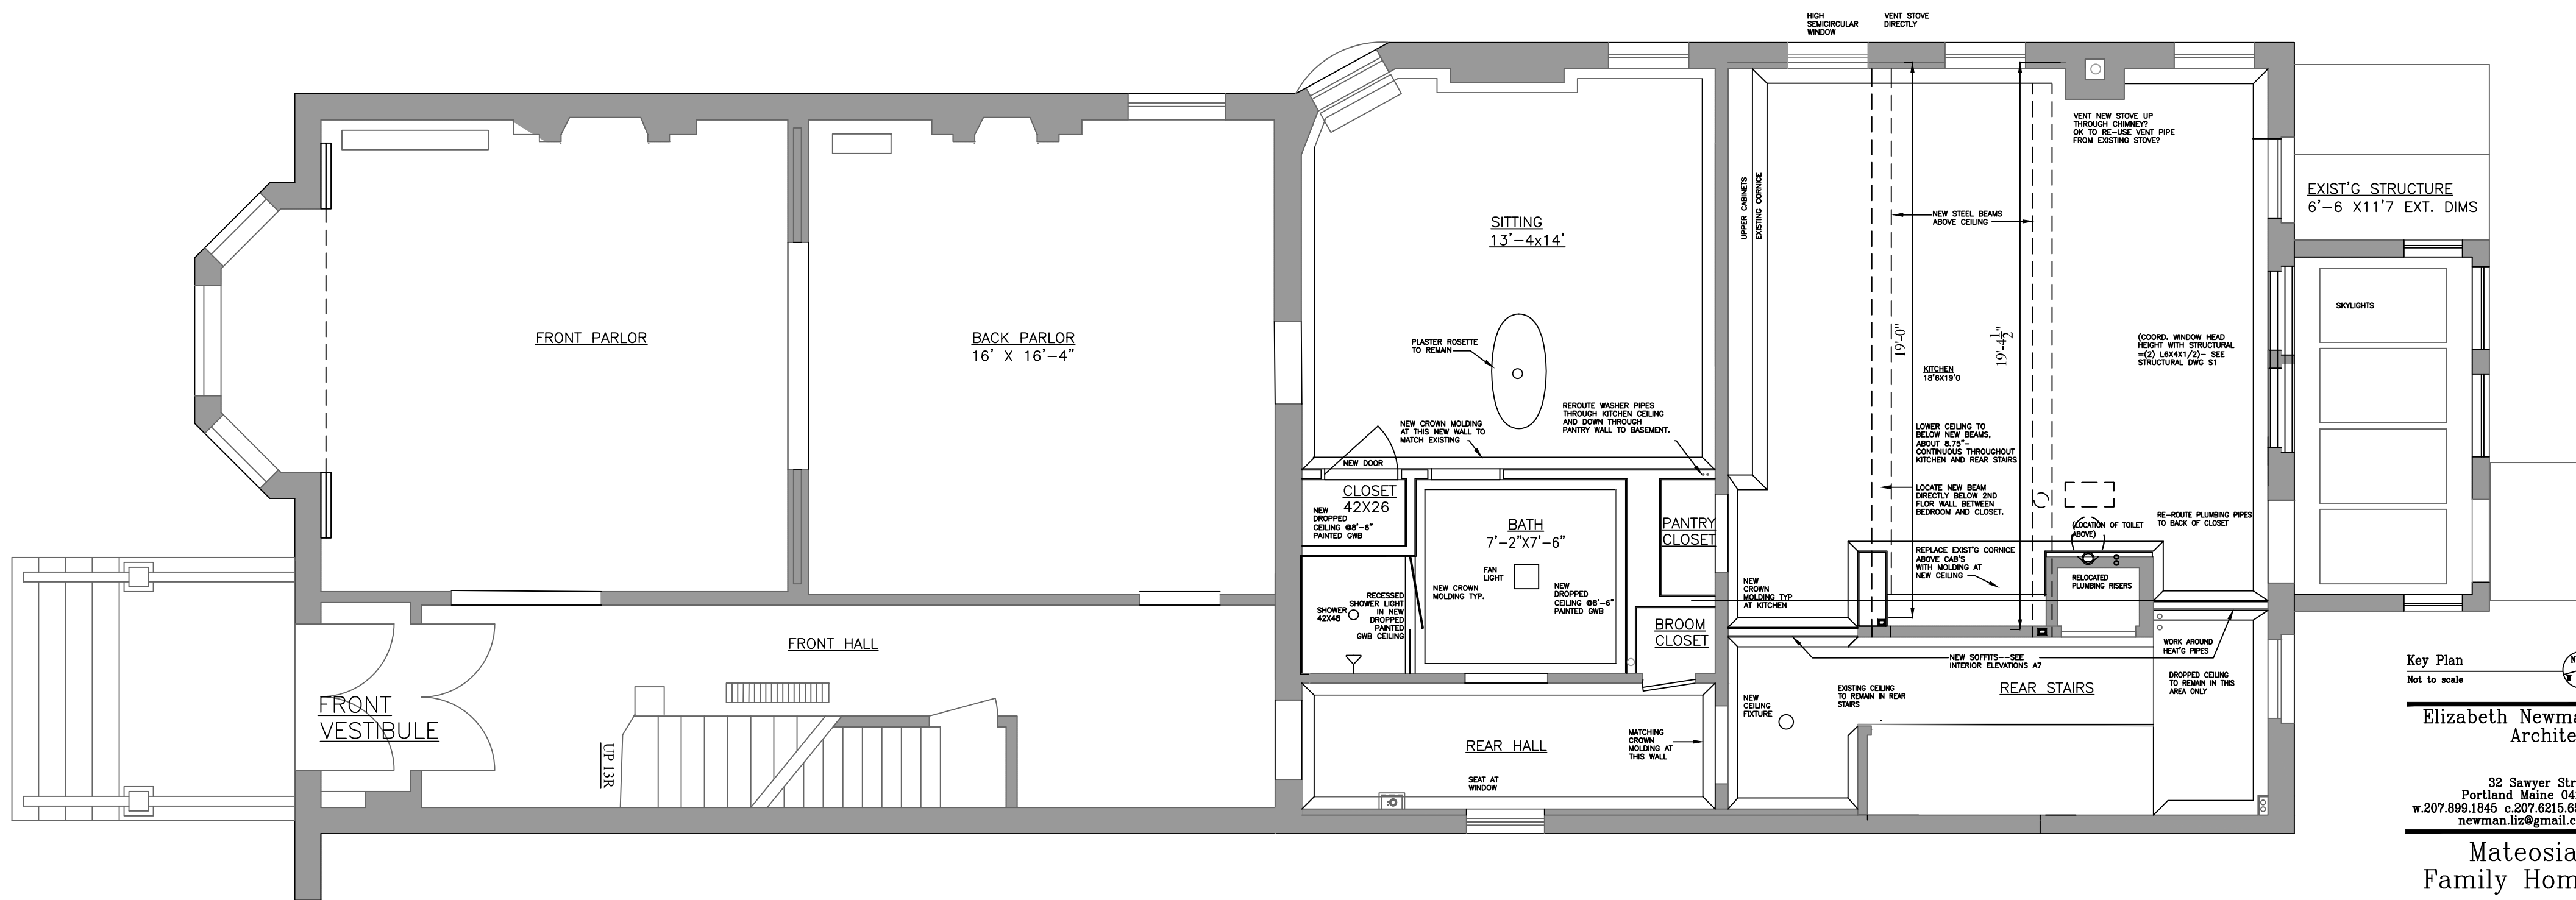 HIGH
SEMICIRCULAR
WINDOW
VENT STOVE
DIRECTLY
VENT NEW STOVE UP
THROUGH CHIMNEY?
OK TO RE-USE VENT PIPE
FROM EXISTING STOVE?
UPPER CABINETS
EXISTING CORNICE
EXIST'G STRUCTURE
6'-6 X11'7 EXT. DIMS
NEW STEEL BEAMS
ABOVE CEILING
SITTING
13'-4x14'
SKYLIGHTS
FRONT PARLOR
BACK PARLOR
16' X 16'-4"
PLASTER ROSETTE
TO REMAIN
19'-0"
19'-4 1/2"
(COORD. WINDOW HEAD
HEIGHT WITH STRUCTURAL
=(2) L6X4X1/2)- SEE
STRUCTURAL DWG S1
KITCHEN
18'6X19'0
REROUTE WASHER PIPES
THROUGH KITCHEN CEILING
AND DOWN THROUGH
PANTRY WALL TO BASEMENT.
NEW CROWN MOLDING
AT THIS NEW WALL TO
MATCH EXISTING
LOWER CEILING TO
BELOW NEW BEAMS,
ABOUT 8.75"-
CONTINUOUS THROUGHOUT
KITCHEN AND REAR STAIRS
NEW DOOR
CLOSET
42X26
NEW
DROPPED
CEILING @8'-6"
PAINTED GWB
LOCATE NEW BEAM
DIRECTLY BELOW 2ND
FLOR WALL BETWEEN
BEDROOM AND CLOSET.
BATH
7'-2"X7'-6"
PANTRY
CLOSET
(LOCATION OF TOILET
ABOVE)
RE-ROUTE PLUMBING PIPES
TO BACK OF CLOSET
REPLACE EXIST'G CORNICE
ABOVE CAB'S
WITH MOLDING AT
NEW CEILING
FAN
LIGHT
NEW CROWN
MOLDING TYP.
NEW
DROPPED
CEILING @8'-6"
PAINTED GWB
NEW
CROWN
MOLDING TYP
AT KITCHEN
RELOCATED
PLUMBING RISERS
RECESSED
SHOWER LIGHT
IN NEW
DROPPED
PAINTED
GWB CEILING
SHOWER
42X48
BROOM
CLOSET
FRONT HALL
WORK AROUND
HEAT'G PIPES
NEW SOFFITS--SEE
INTERIOR ELEVATIONS A7
Key Plan
Not to scale
N
W
DROPPED CEILING
TO REMAIN IN THIS
AREA ONLY
EXISTING CEILING
TO REMAIN IN REAR
STAIRS
REAR STAIRS
NEW
CEILING
FIXTURE
FRONT
VESTIBULE
UP 13R
REAR HALL
MATCHING
CROWN
MOLDING AT
THIS WALL
SEAT AT
WINDOW
Elizabeth Newma
Archite
32 Sawyer Str
Portland Maine 04
w.207.899.1845 c.207.6215.6
newman.liz@gmail.c
Mateosia
Family Hom